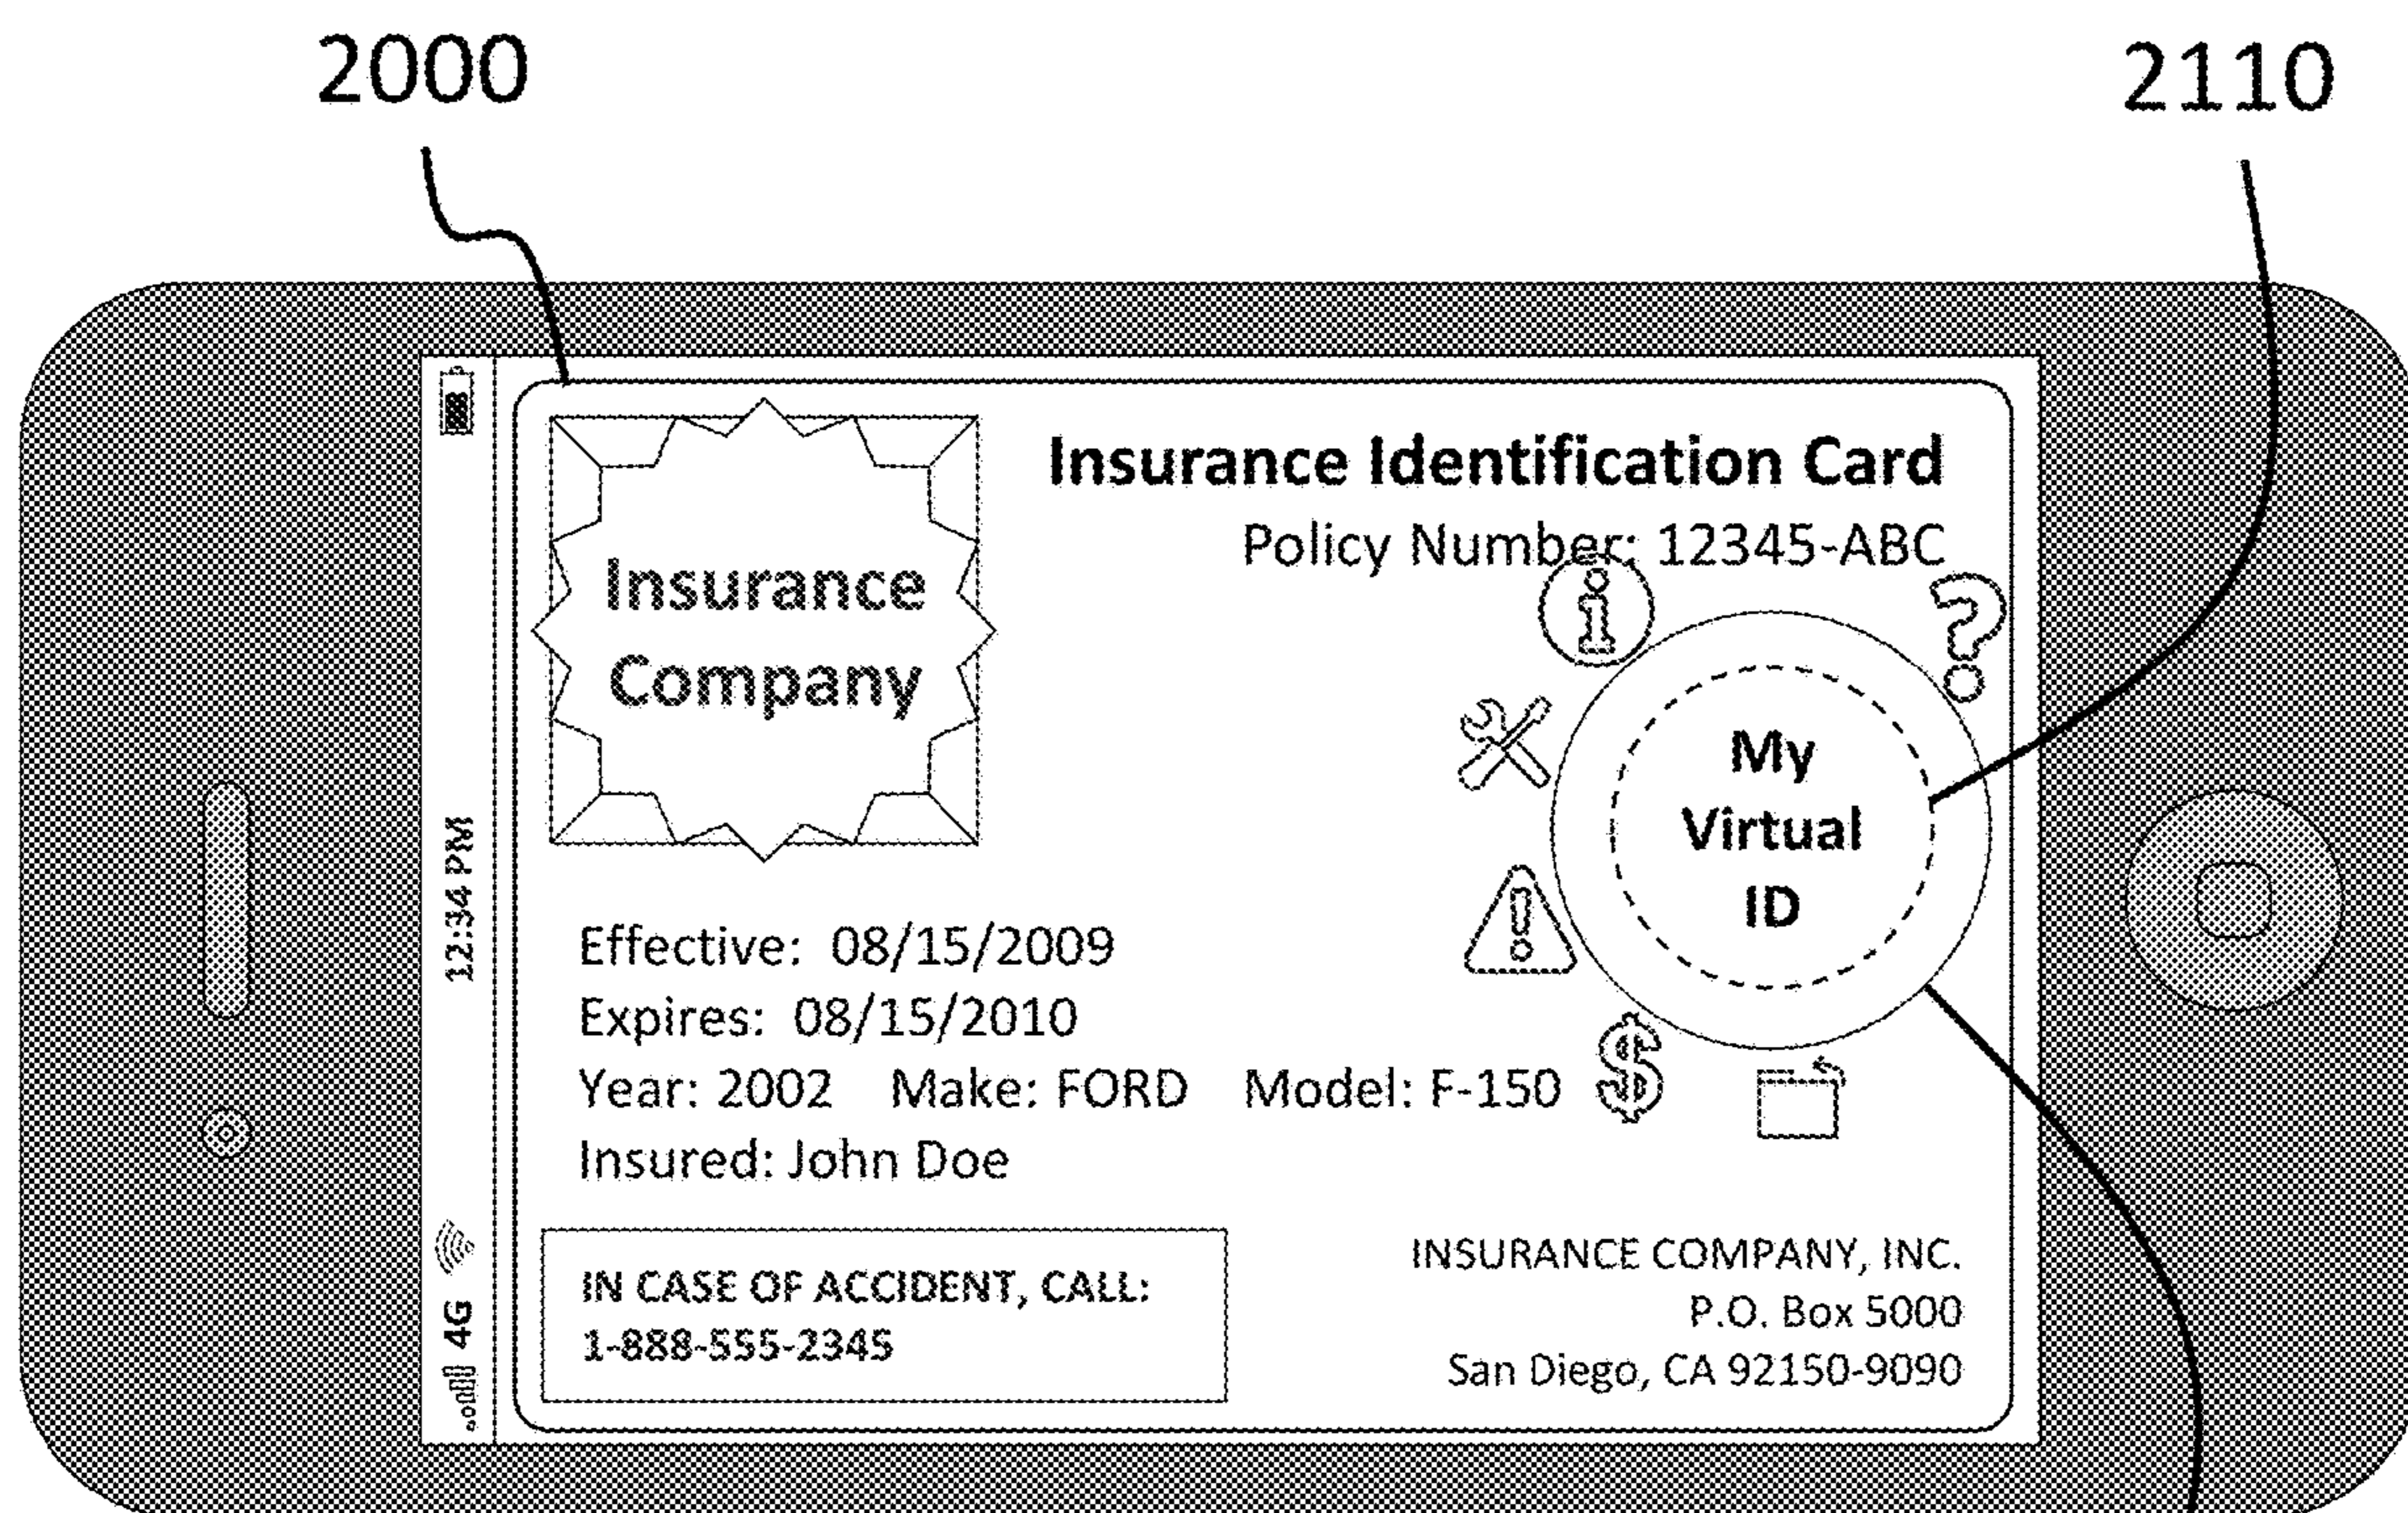 2000
2110
12:34 PM
4G
Insurance
Company
Insurance Identification Card
Policy Number: 12345-ABC
i
?
My
Virtual
ID
!
$
Effective: 08/15/2009
Expires: 08/15/2010
Year: 2002 Make: FORD Model: F-150
Insured: John Doe
IN CASE OF ACCIDENT, CALL:
1-888-555-2345
INSURANCE COMPANY, INC.
P.O. Box 5000
San Diego, CA 92150-9090